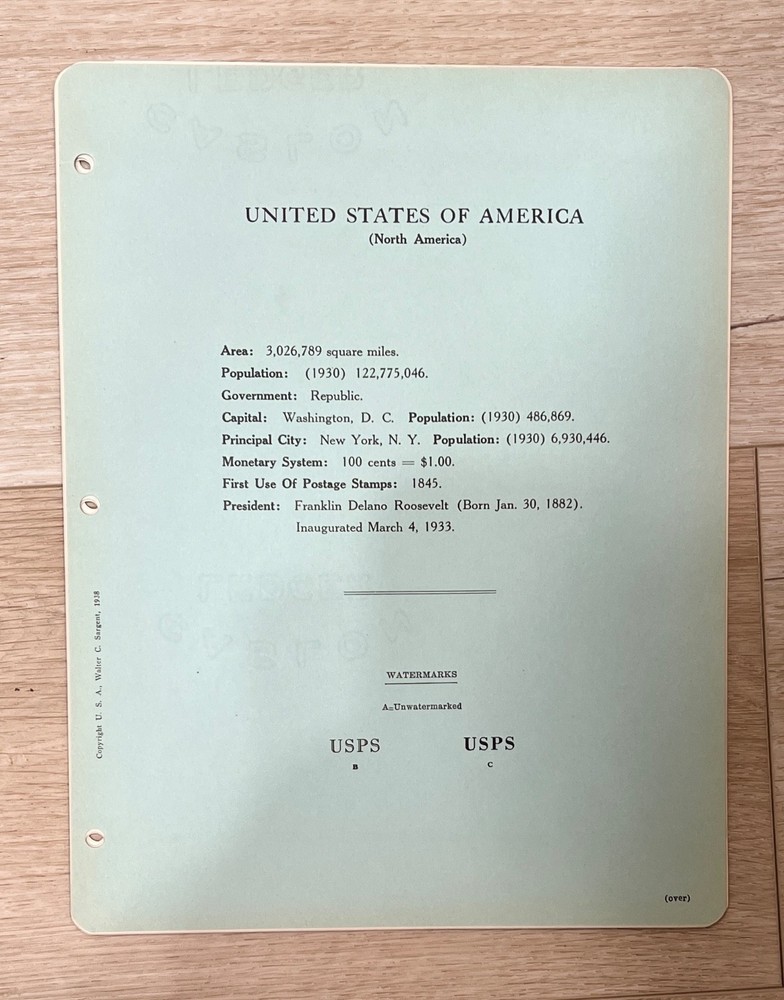 UNITED STATES OF AMERICA
(North America)
Area: 3,026,789 square miles.
Population: (1930) 122,775,046.
Government: Republic.
Capital: Washington, D. C. Population: (1930) 486,869.
Principal City: New York, N. Y. Population: (1930) 6,930,446.
Monetary System: 100 cents = $1.00.
First Use Of Postage Stamps: 1845.
President: Franklin Delano Roosevelt (Born Jan. 30, 1882).
Inaugurated March 4, 1933.
Copyright U. S. A., Walter C. Sargent, 1938
WATERMARKS
A=Unwatermarked
USPS USPS
B C
(over)